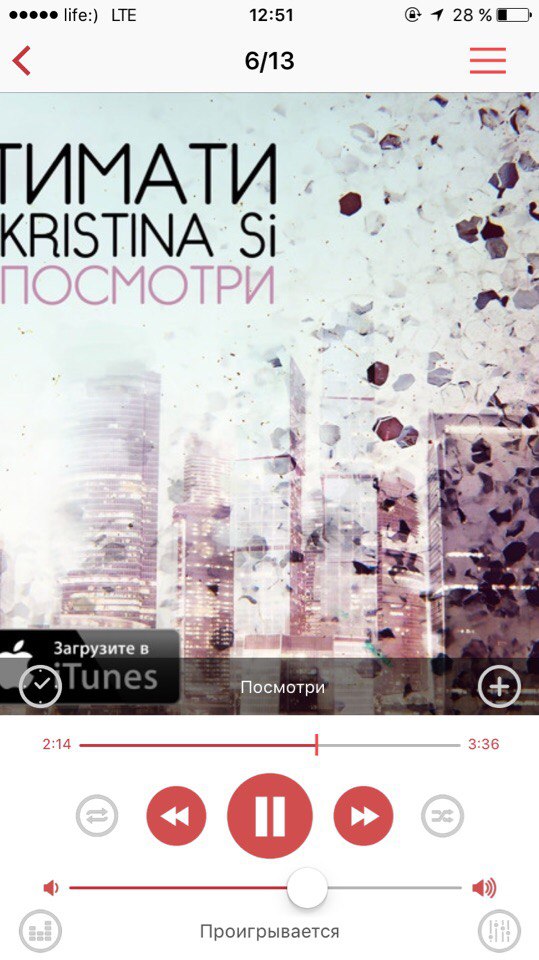 life:) LTE 12:51 28 %
6/13
ТИМАТИ
KRISTINA Si
ПОСМОТРИ
Загрузите в
iTunes
Посмотри
2:14 3:36
Проигрывается